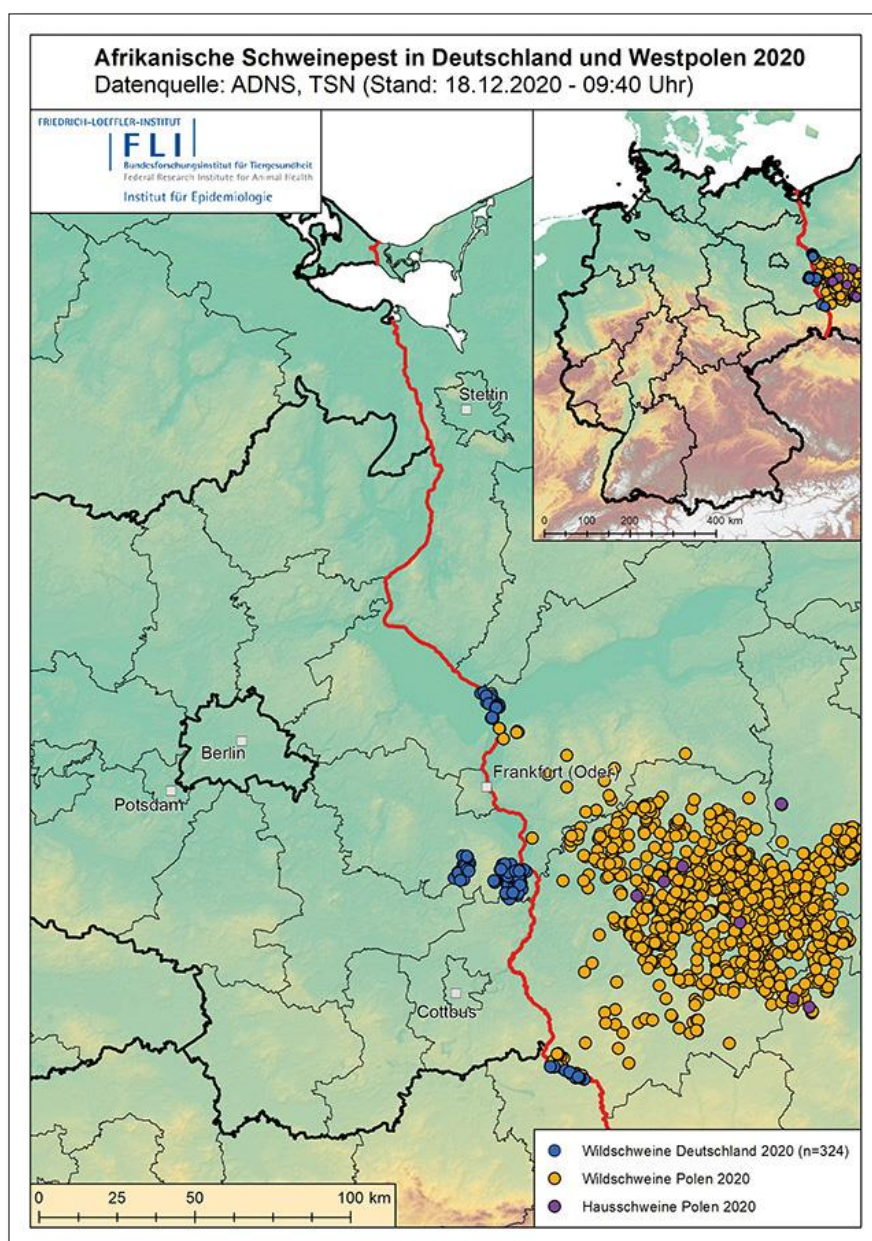 Afrikanische Schweinepest in Deutschland und Westpolen 2020
Datenquelle: ADNS, TSN (Stand: 18.12.2020 - 09:40 Uhr)
FRIEDRICH-LOEFFLER-INSTITUT
FLI
Bundesforschungsinstitut für Tiergesundheit
Federal Research Institute for Animal Health
Institut für Epidemiologie
0 100 200 400 km
Stettin
Berlin
Potsdam
Frankfurt (Oder)
Cottbus
Wildschweine Deutschland 2020 (n=324)
Wildschweine Polen 2020
Hausschweine Polen 2020
0 25 50 100 km